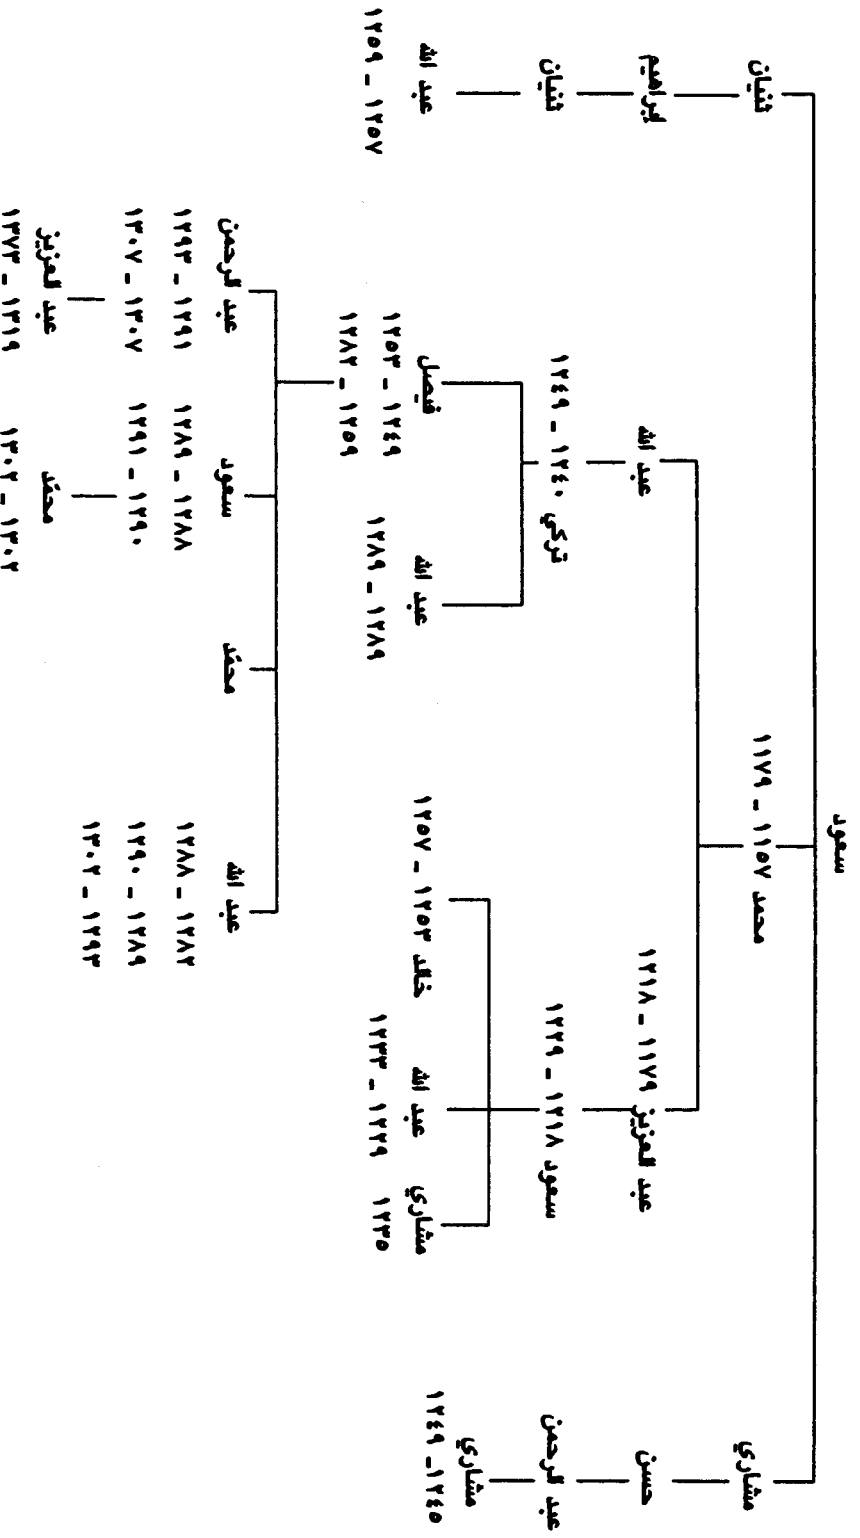 سعود
مشاري
محمد ١١٥٧ - ١١٧٩
ثنيان
حسن
عبد العزيز ١١٧٩ - ١٢١٨
عبد الله
إبراهيم
عبد الرحمن
سعود ١٢١٨ - ١٢٢٩
تركي ١٢٤٠ - ١٢٤٩
ثنيان
مشاري
١٢٤٥ - ١٢٤٩
مشاري
١٢٣٥
عبد الله
١٢٢٩ - ١٢٣٣
خالد ١٢٥٣ - ١٢٥٧
عبد الله
١٢٨٩ - ١٢٨٩
فيصل
١٢٤٩ - ١٢٥٣
١٢٥٩ - ١٢٨٢
عبد الله
١٢٥٧ - ١٢٥٩
عبد الله
١٢٨٢ - ١٢٨٨
١٢٨٩ - ١٢٩٠
١٢٩٣ - ١٣٠٢
محمّد
سعود
١٢٨٨ - ١٢٨٩
١٢٩٠ - ١٢٩١
عبد الرحمن
١٢٩١ - ١٢٩٣
١٣٠٧ - ١٣٠٧
محمّد
١٣٠٢ - ١٣٠٢
عبد العزيز
١٣١٩ - ١٣٧٣